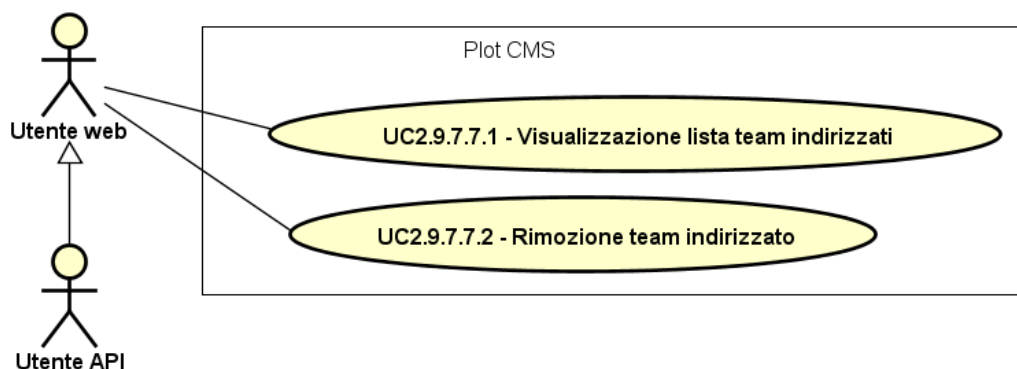 Plot CMS
Utente web
UC2.9.7.7.1 - Visualizzazione lista team indirizzati
UC2.9.7.7.2 - Rimozione team indirizzato
Utente API